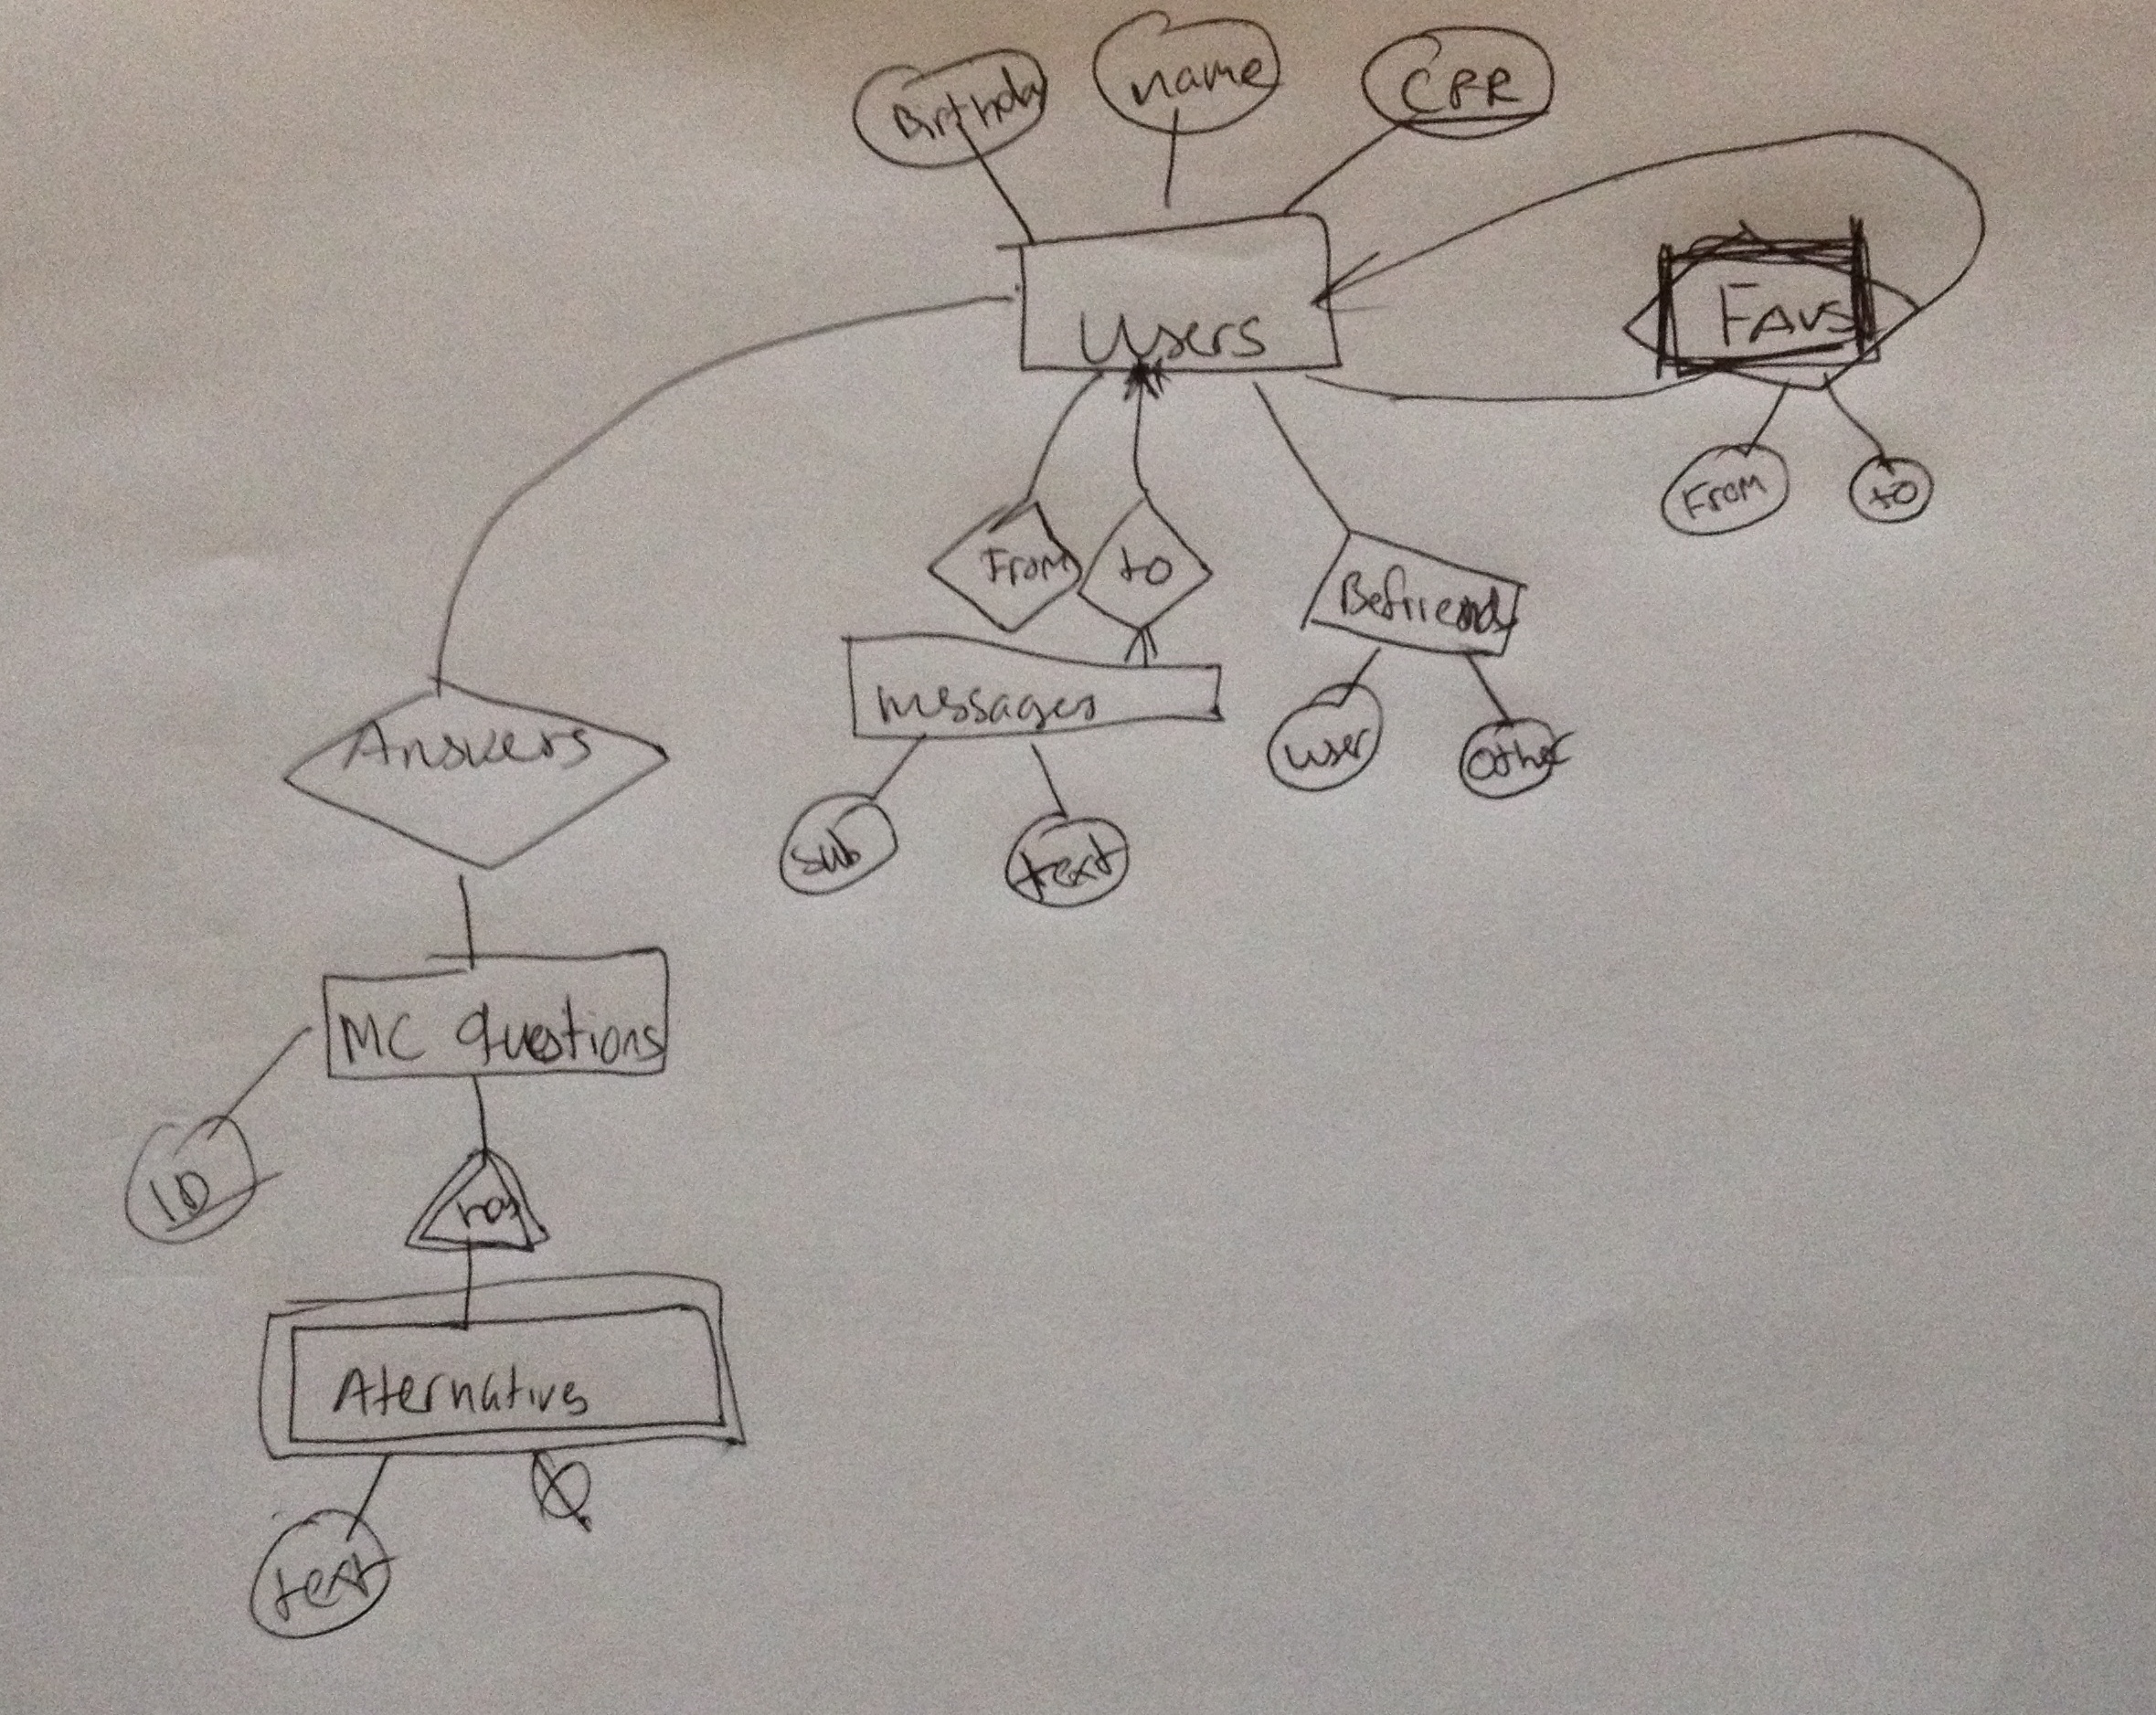 Birthday
name
CPR
Users
FAVS
From
to
From
to
Befriends
messages
user
other
Answers
sub
text
MC Questions
ID
has
Aternatives
text